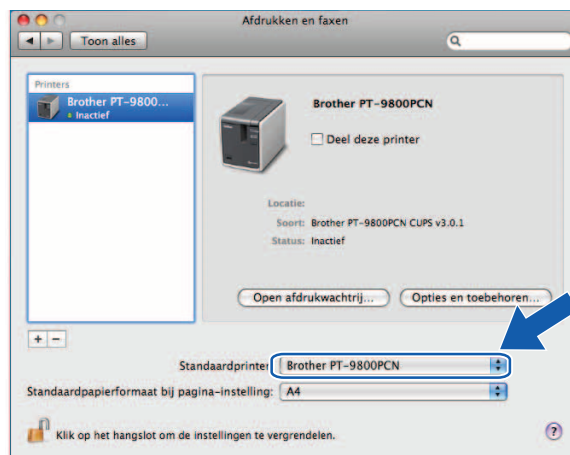 Afdrukken en faxen
Toon alles
Printers
Brother PT-9800...
Inactief
Brother PT-9800PCN
Deel deze printer
Locatie:
Soort: Brother PT-9800PCN CUPS v3.0.1
Status: Inactief
Open afdrukwachtrij... Opties en toebehoren...
+ -
Standaardprinter Brother PT-9800PCN
Standaardpapierformaat bij pagina-instelling: A4
Klik op het hangslot om de instellingen te vergrendelen. ?